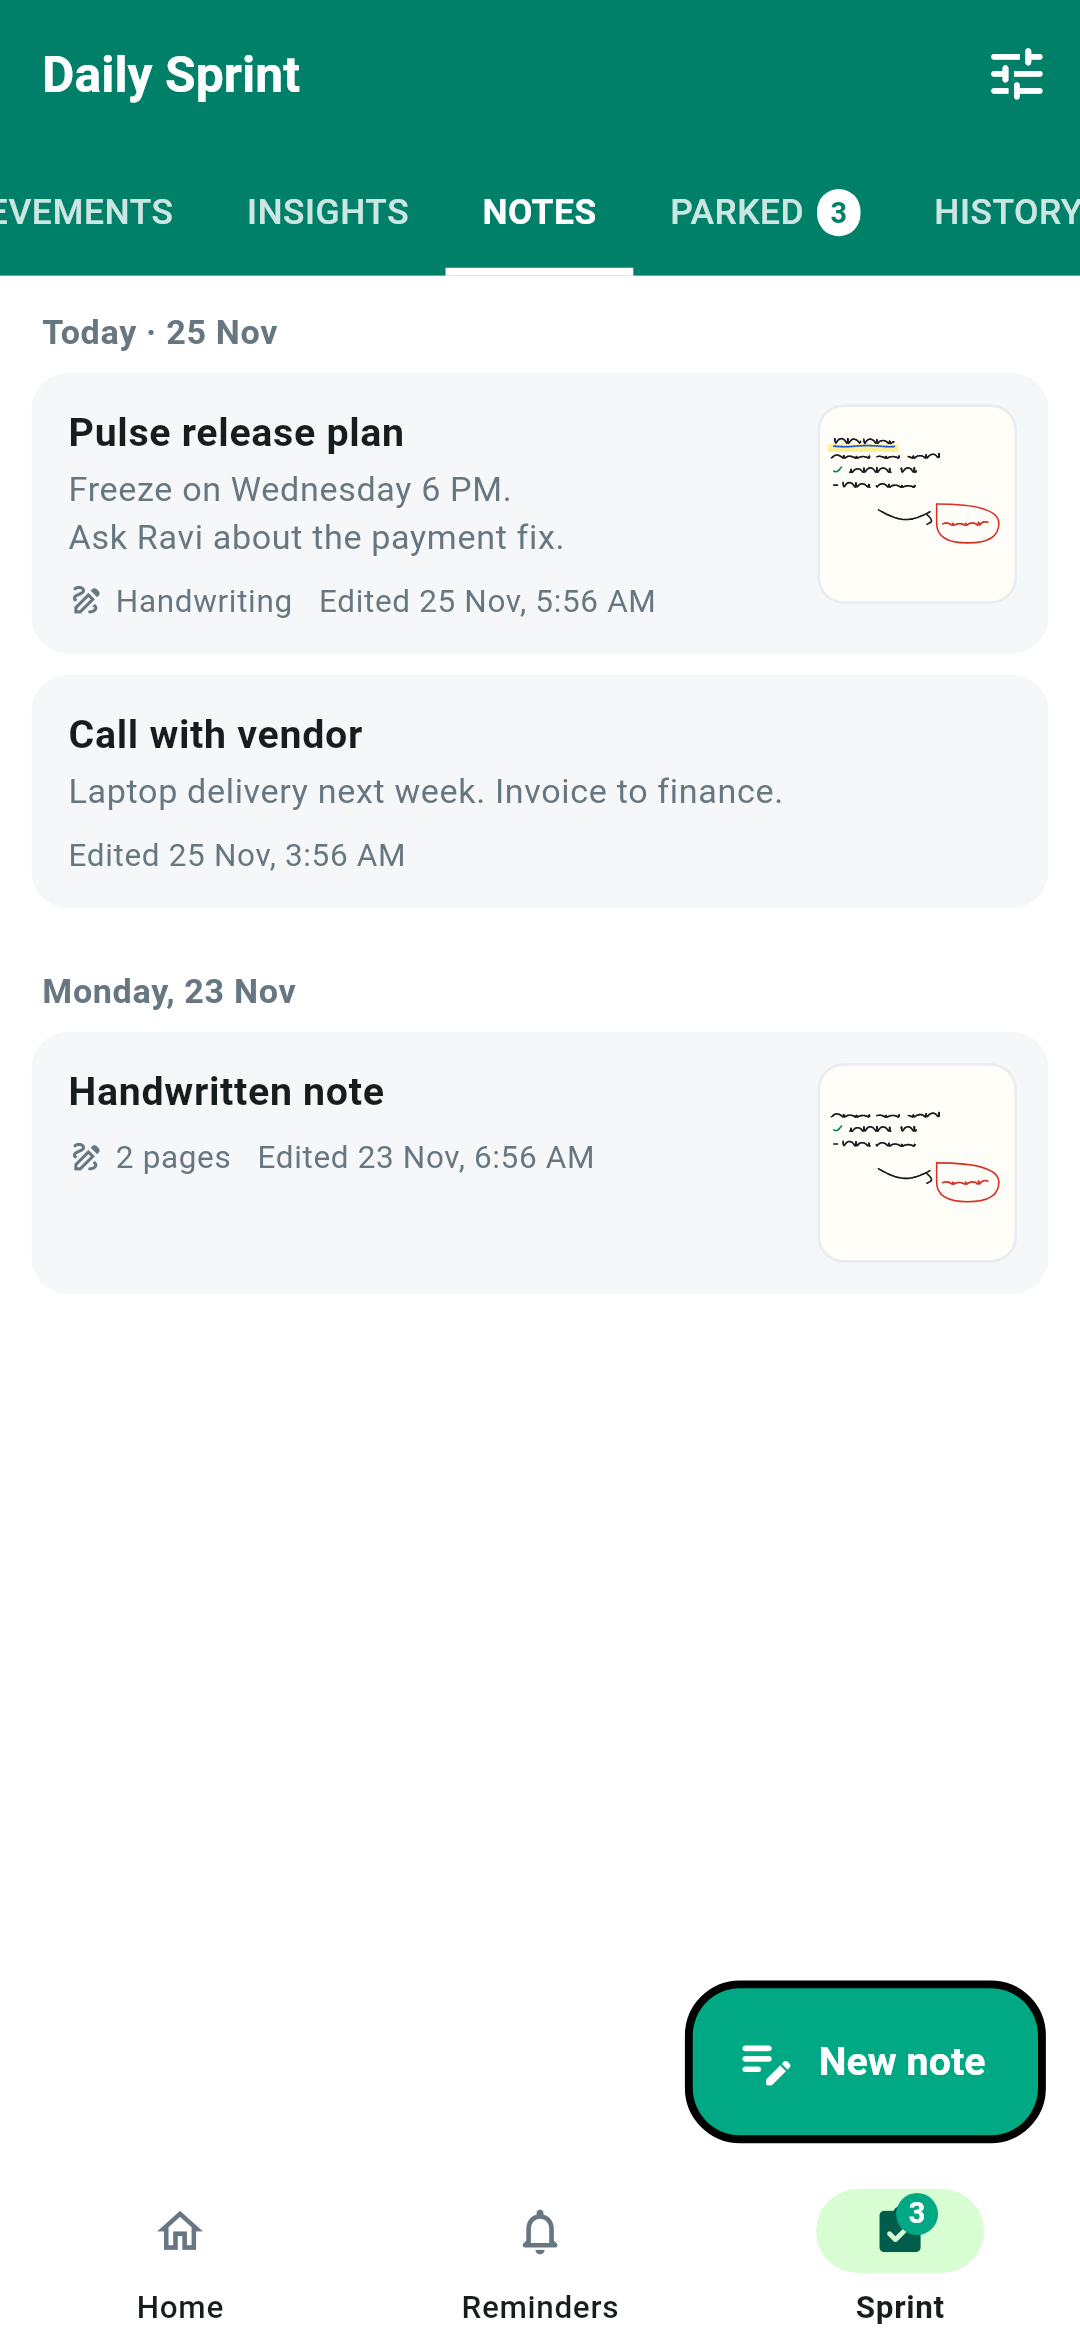 Daily Sprint
EVEMENTS INSIGHTS NOTES PARKED 3 HISTORY
Today · 25 Nov
Pulse release plan
Freeze on Wednesday 6 PM.
Ask Ravi about the payment fix.
Handwriting Edited 25 Nov, 5:56 AM
Call with vendor
Laptop delivery next week. Invoice to finance.
Edited 25 Nov, 3:56 AM
Monday, 23 Nov
Handwritten note
2 pages Edited 23 Nov, 6:56 AM
New note
3
Home Reminders Sprint